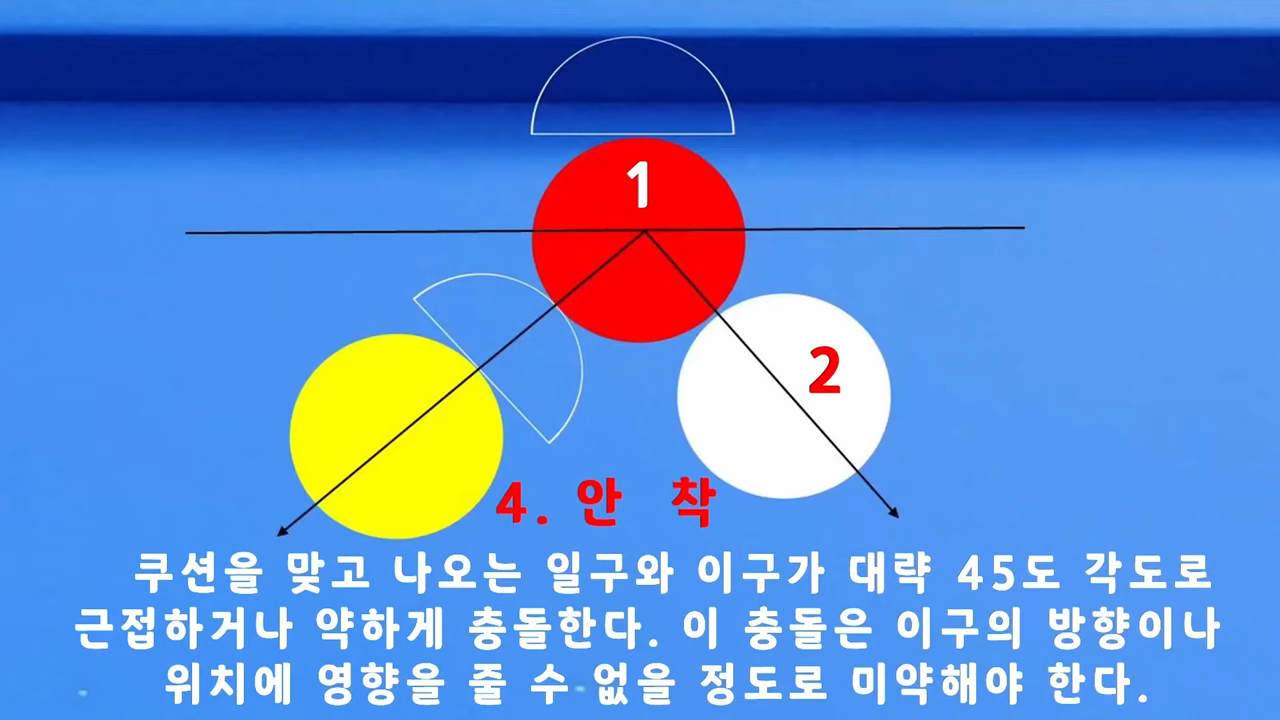 1
2
4. 안 착
쿠션을 맞고 나오는 일구와 이구가 대략 45도 각도로
근접하거나 약하게 충돌한다. 이 충돌은 이구의 방향이나
위치에 영향을 줄 수 없을 정도로 미약해야 한다.